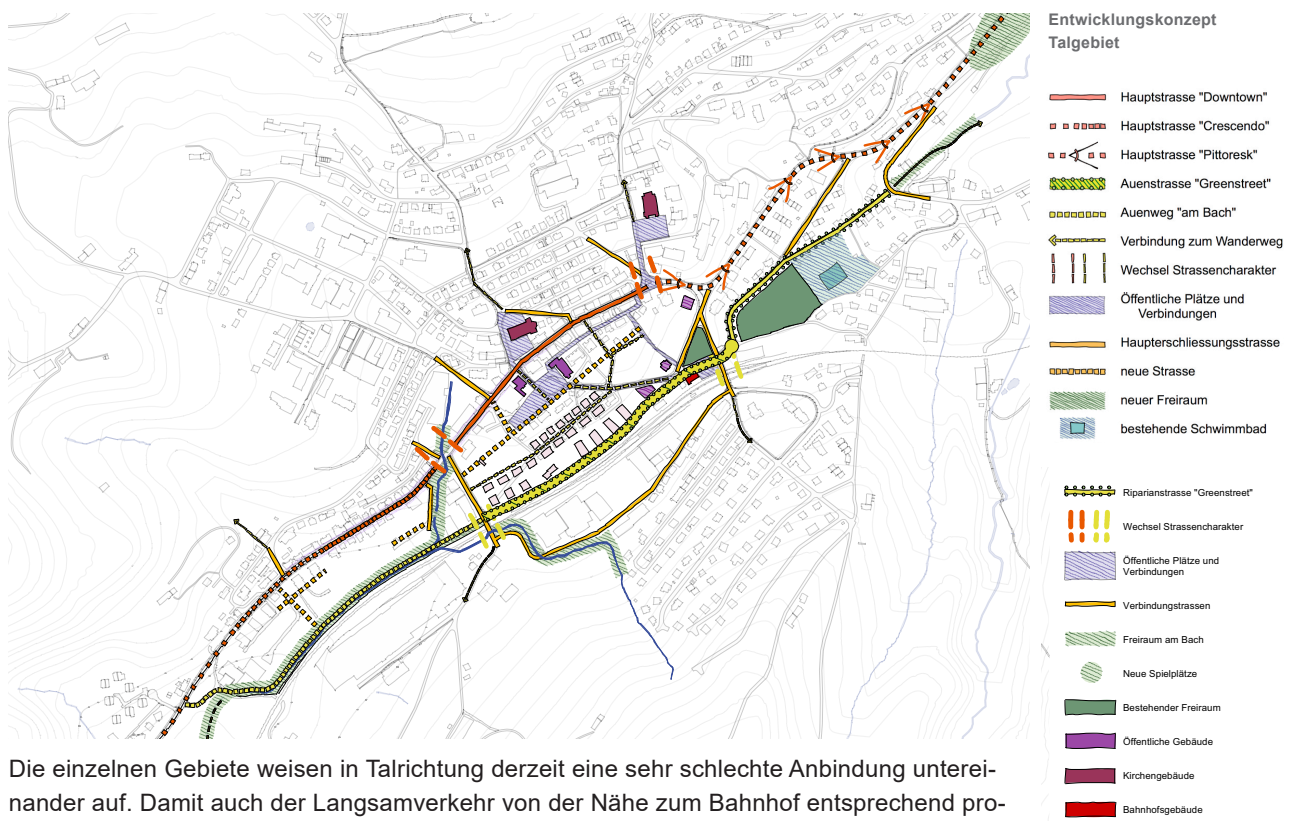 Entwicklungskonzept
Talgebiet
Hauptstrasse "Downtown"
Hauptstrasse "Crescendo"
Hauptstrasse "Pittoresk"
Auenstrasse "Greenstreet"
Auenweg "am Bach"
Verbindung zum Wanderweg
Wechsel Strassencharakter
Öffentliche Plätze und
Verbindungen
Haupterschliessungsstrasse
neue Strasse
neuer Freiraum
bestehende Schwimmbad
Riparianstrasse "Greenstreet"
Wechsel Strassencharakter
Öffentliche Plätze und
Verbindungen
Verbindungtrassen
Freiraum am Bach
Neue Spielplätze
Bestehender Freiraum
Öffentliche Gebäude
Kirchengebäude
Bahnhofsgebäude
Die einzelnen Gebiete weisen in Talrichtung derzeit eine sehr schlechte Anbindung unterei-
nander auf. Damit auch der Langsamverkehr von der Nähe zum Bahnhof entsprechend pro-